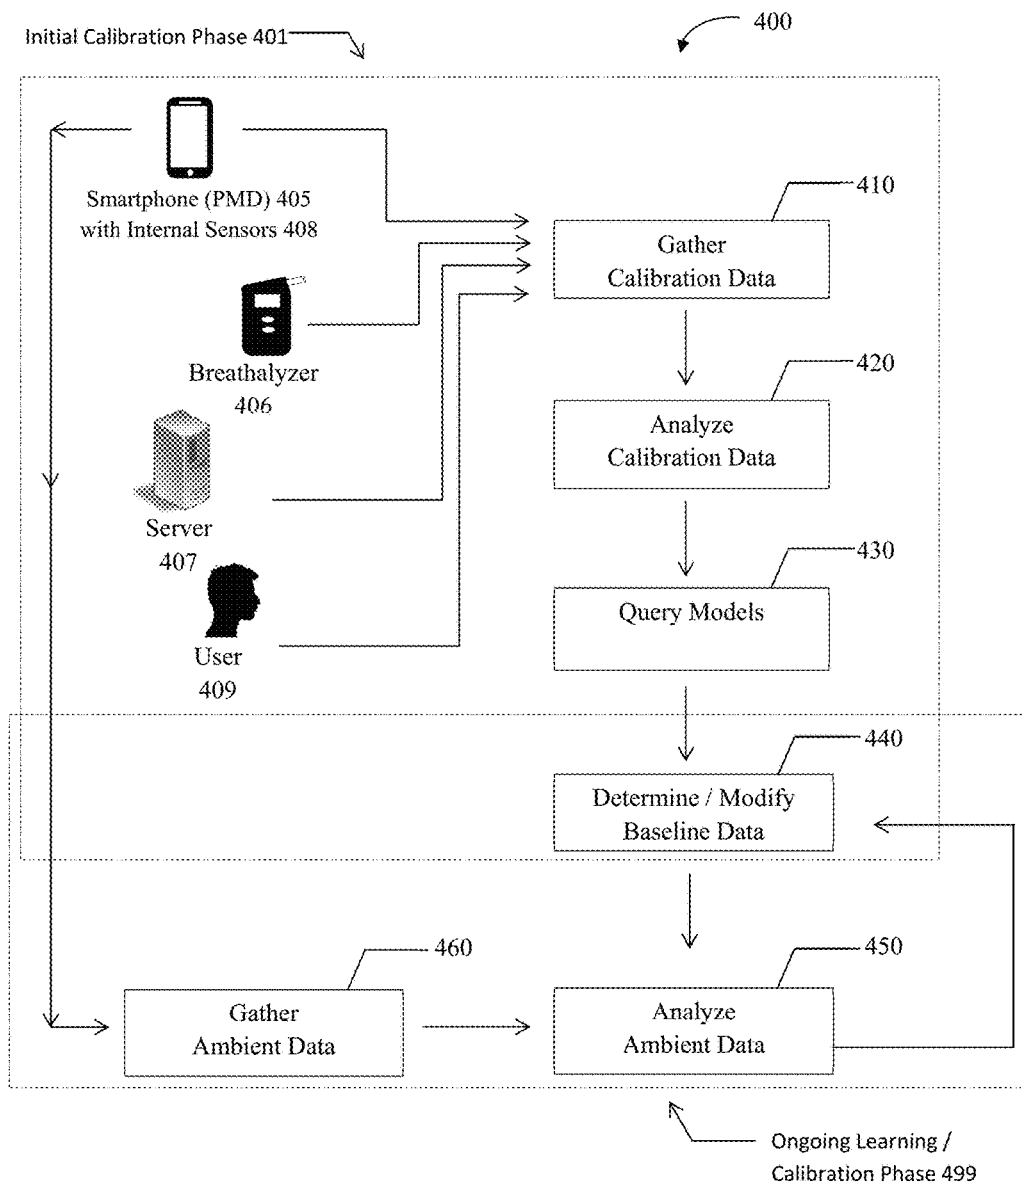 Initial Calibration Phase 401
400
Smartphone (PMD) 405
with Internal Sensors 408
410
Gather
Calibration Data
Breathalyzer
406
420
Analyze
Calibration Data
Server
407
430
Query Models
User
409
440
Determine / Modify
Baseline Data
460
Gather
Ambient Data
450
Analyze
Ambient Data
Ongoing Learning /
Calibration Phase 499